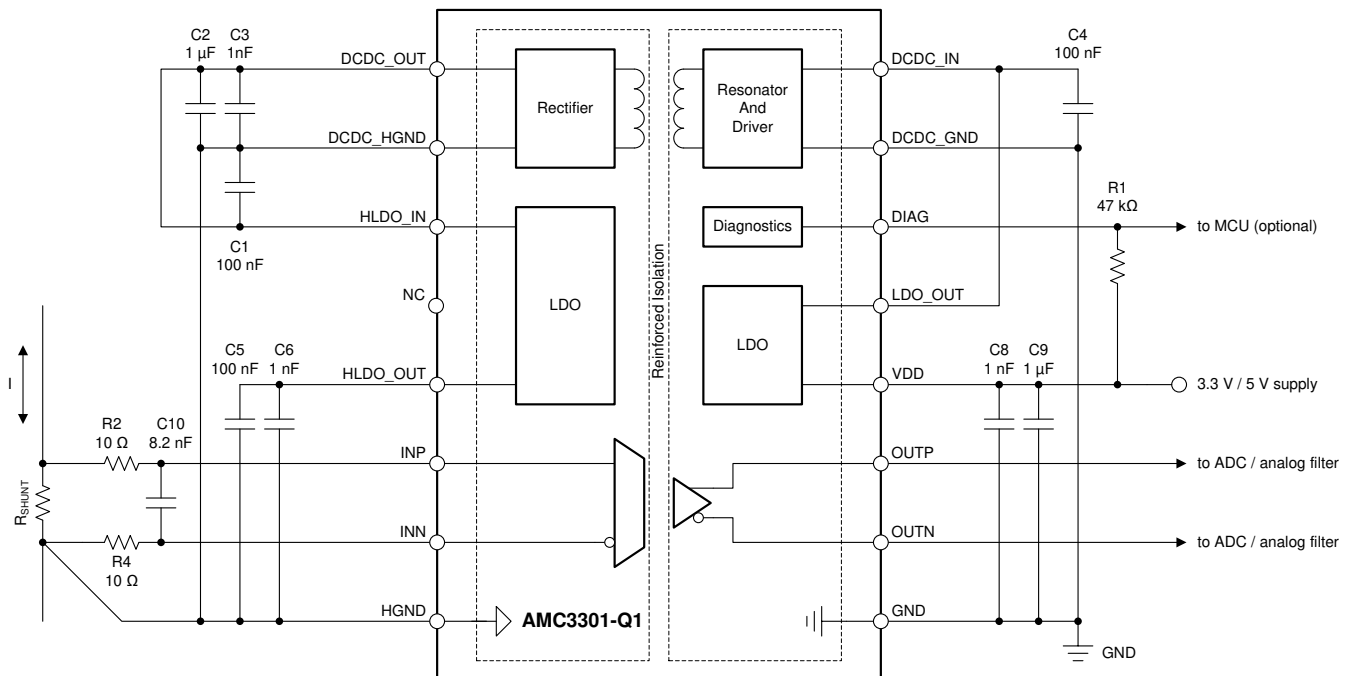 C2
1 µF
C3
1nF
DCDC_OUT
DCDC_HGND
C1
100 nF
HLDO_IN
NC
C5
100 nF
C6
1 nF
HLDO_OUT
I
R2
10 Ω
C10
8.2 nF
INP
RSHUNT
INN
R4
10 Ω
HGND
Rectifier
LDO
Reinforced Isolation
AMC3301-Q1
Resonator
And
Driver
Diagnostics
LDO
DCDC_IN
C4
100 nF
DCDC_GND
R1
47 kΩ
DIAG
to MCU (optional)
LDO_OUT
C8
1 nF
C9
1 µF
VDD
3.3 V / 5 V supply
OUTP
to ADC / analog filter
OUTN
to ADC / analog filter
GND
GND